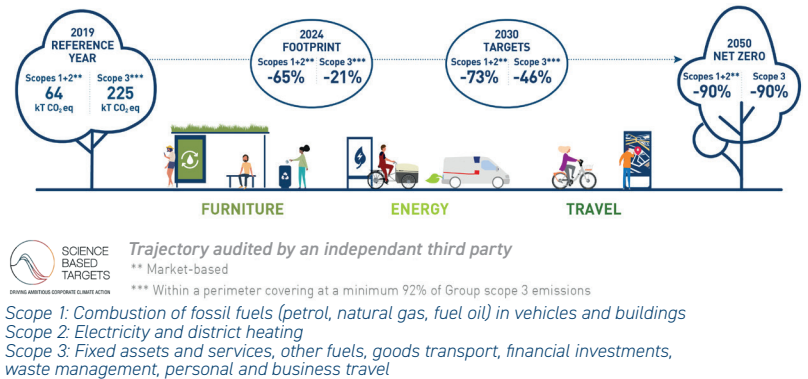 2019
REFERENCE
YEAR
Scopes 1+2** Scope 3***
64 225
kT CO₂eq kT CO₂eq
2024
FOOTPRINT
Scopes 1+2** Scope 3***
-65% -21%
2030
TARGETS
Scopes 1+2** Scope 3***
-73% -46%
2050
NET ZERO
Scopes 1+2** Scope 3
-90% -90%
FURNITURE ENERGY TRAVEL
SCIENCE
BASED
TARGETS
DRIVING AMBITIOUS CORPORATE CLIMATE ACTION
Trajectory audited by an independant third party
** Market-based
*** Within a perimeter covering at a minimum 92% of Group scope 3 emissions
Scope 1: Combustion of fossil fuels (petrol, natural gas, fuel oil) in vehicles and buildings
Scope 2: Electricity and district heating
Scope 3: Fixed assets and services, other fuels, goods transport, financial investments,
waste management, personal and business travel